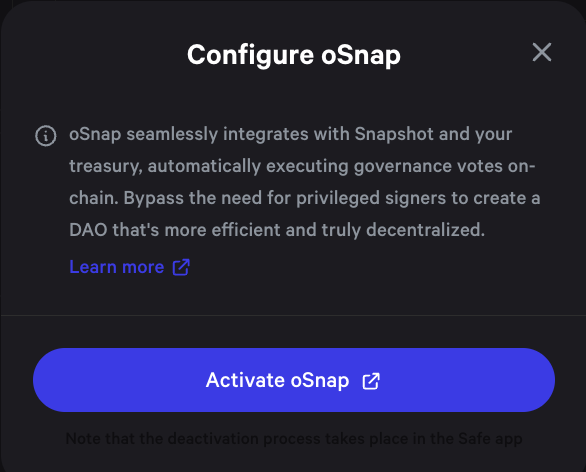 Configure oSnap
oSnap seamlessly integrates with Snapshot and your
treasury, automatically executing governance votes on-
chain. Bypass the need for privileged signers to create a
DAO that's more efficient and truly decentralized.
Learn more
Activate oSnap
Note that the deactivation process takes place in the Safe app